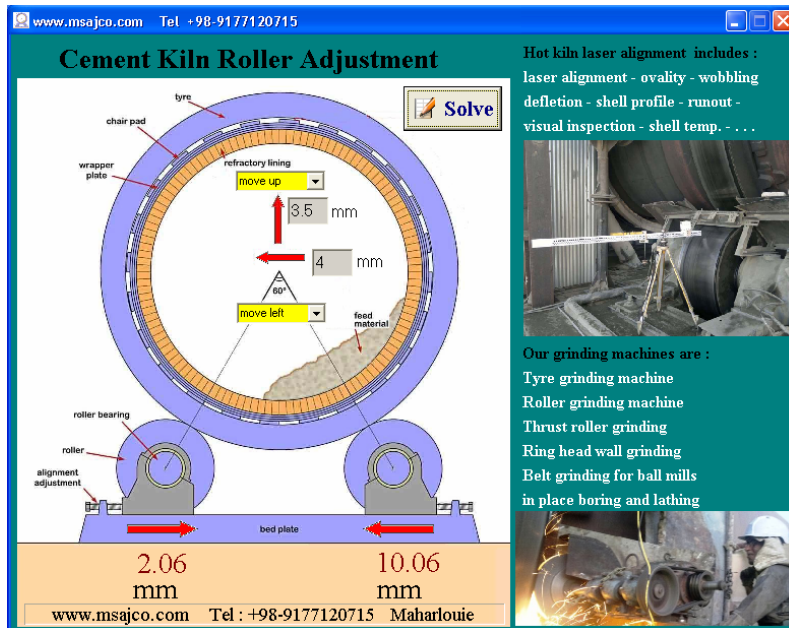 www.msajco.com Tel +98-9177120715
Cement Kiln Roller Adjustment
Solve
tyre
chair pad
wrapper
plate
refractory lining
move up
3.5 mm
4 mm
60°
move left
feed
material
roller bearing
roller
alignment
adjustment
bed plate
2.06
mm
10.06
mm
www.msajco.com Tel : +98-9177120715 Maharlouie
Hot kiln laser alignment includes :
laser alignment - ovality - wobbling
defletion - shell profile - runout -
visual inspection - shell temp. - . . .
Our grinding machines are :
Tyre grinding machine
Roller grinding machine
Thrust roller grinding
Ring head wall grinding
Belt grinding for ball mills
in place boring and lathing